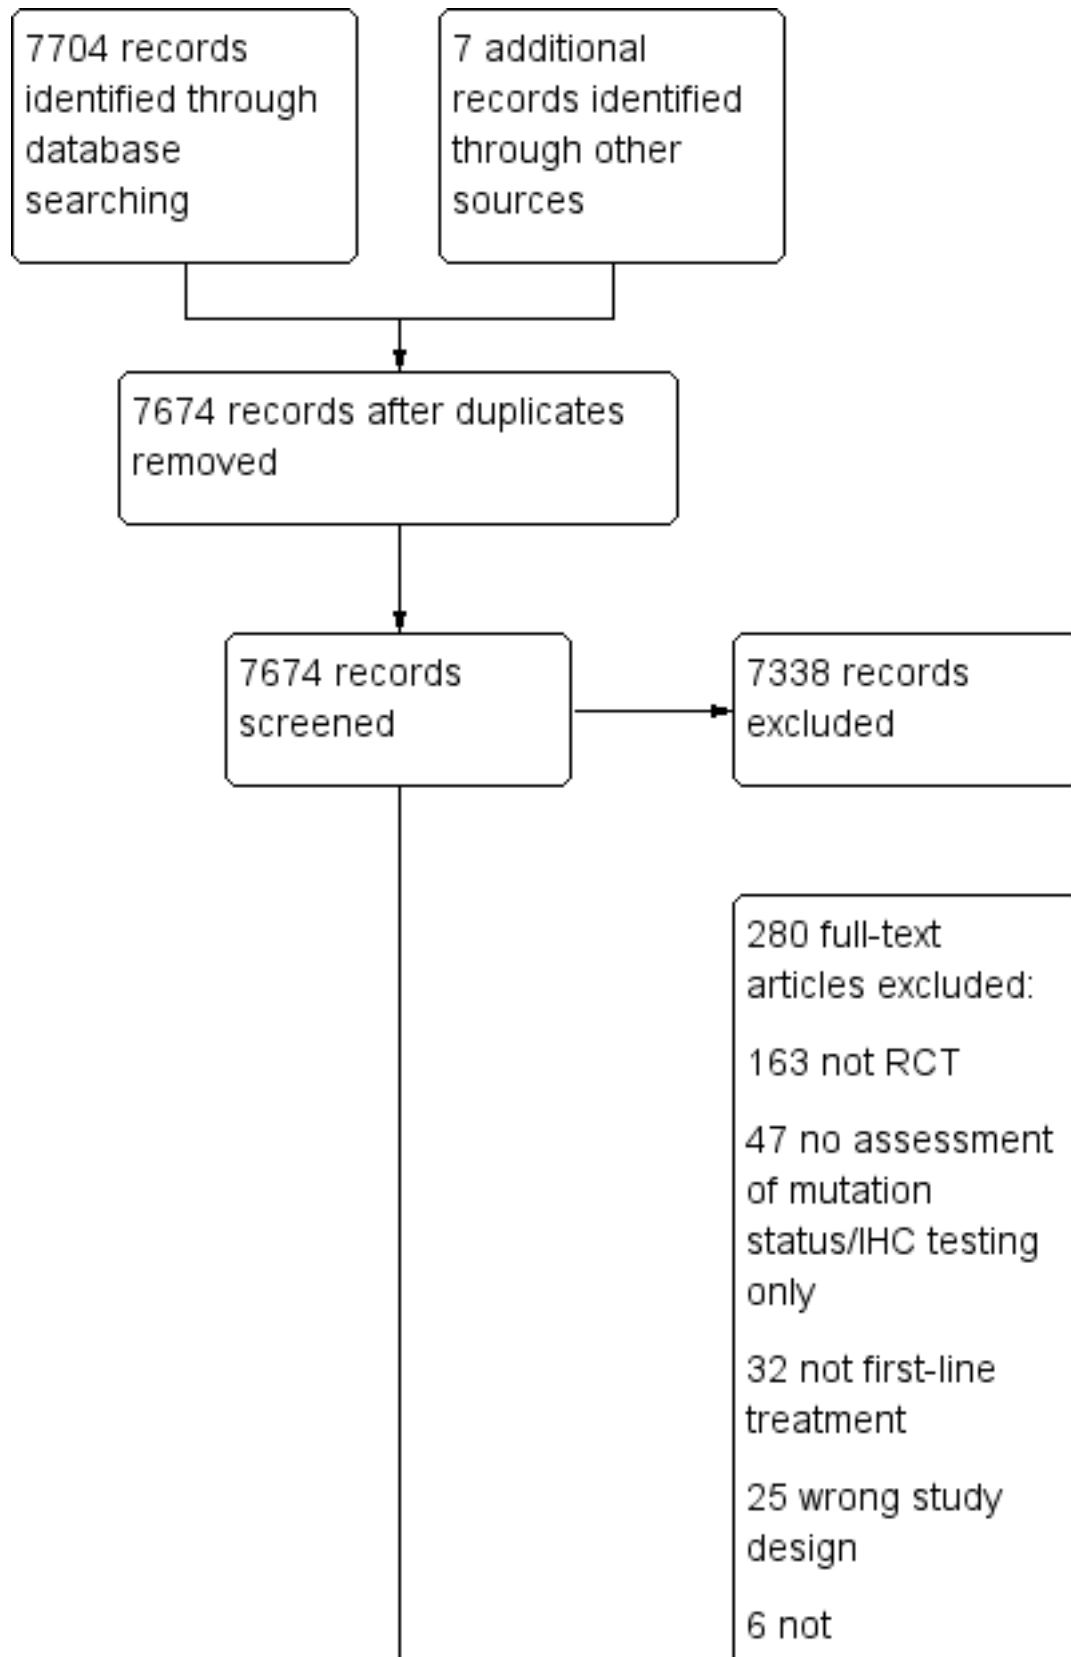 7704 records
identified through
database
searching
7 additional
records identified
through other
sources
7674 records after duplicates
removed
7674 records
screened
7338 records
excluded
280 full-text
articles excluded:
163 not RCT
47 no assessment
of mutation
status/IHC testing
only
32 not first-line
treatment
25 wrong study
design
6 not